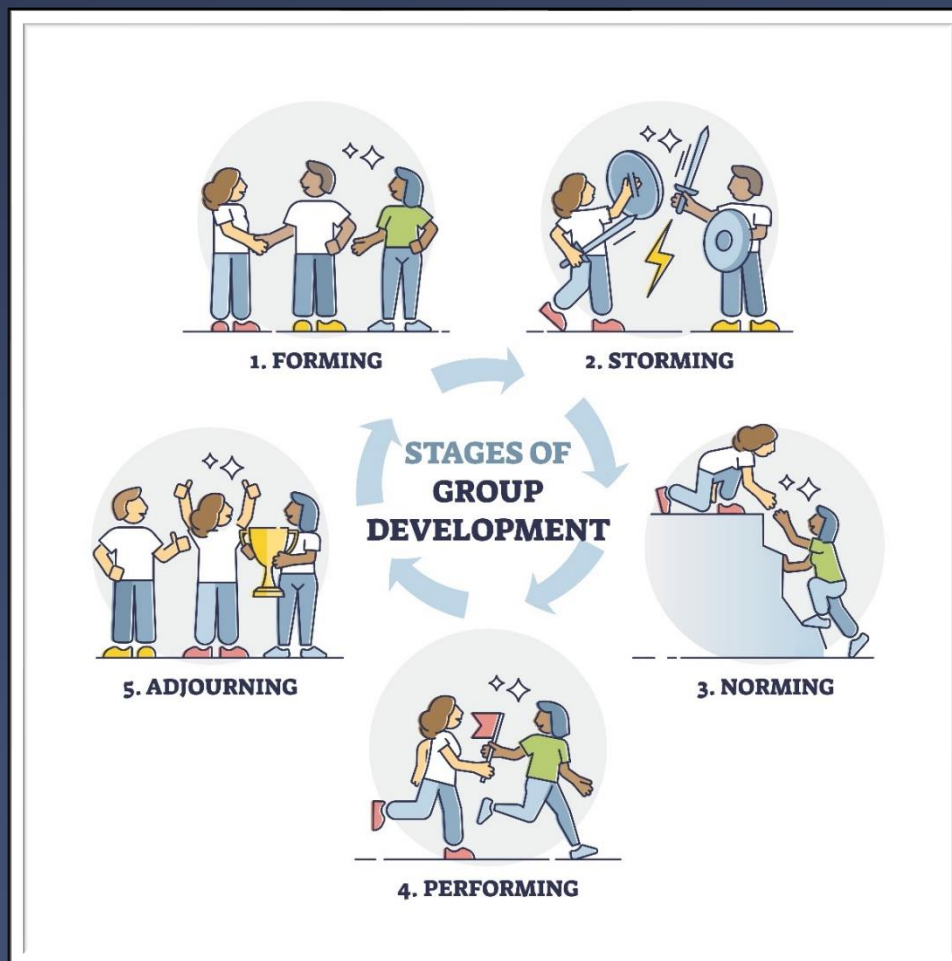 1. FORMING
2. STORMING
STAGES OF
GROUP
DEVELOPMENT
3. NORMING
4. PERFORMING
5. ADJOURNING